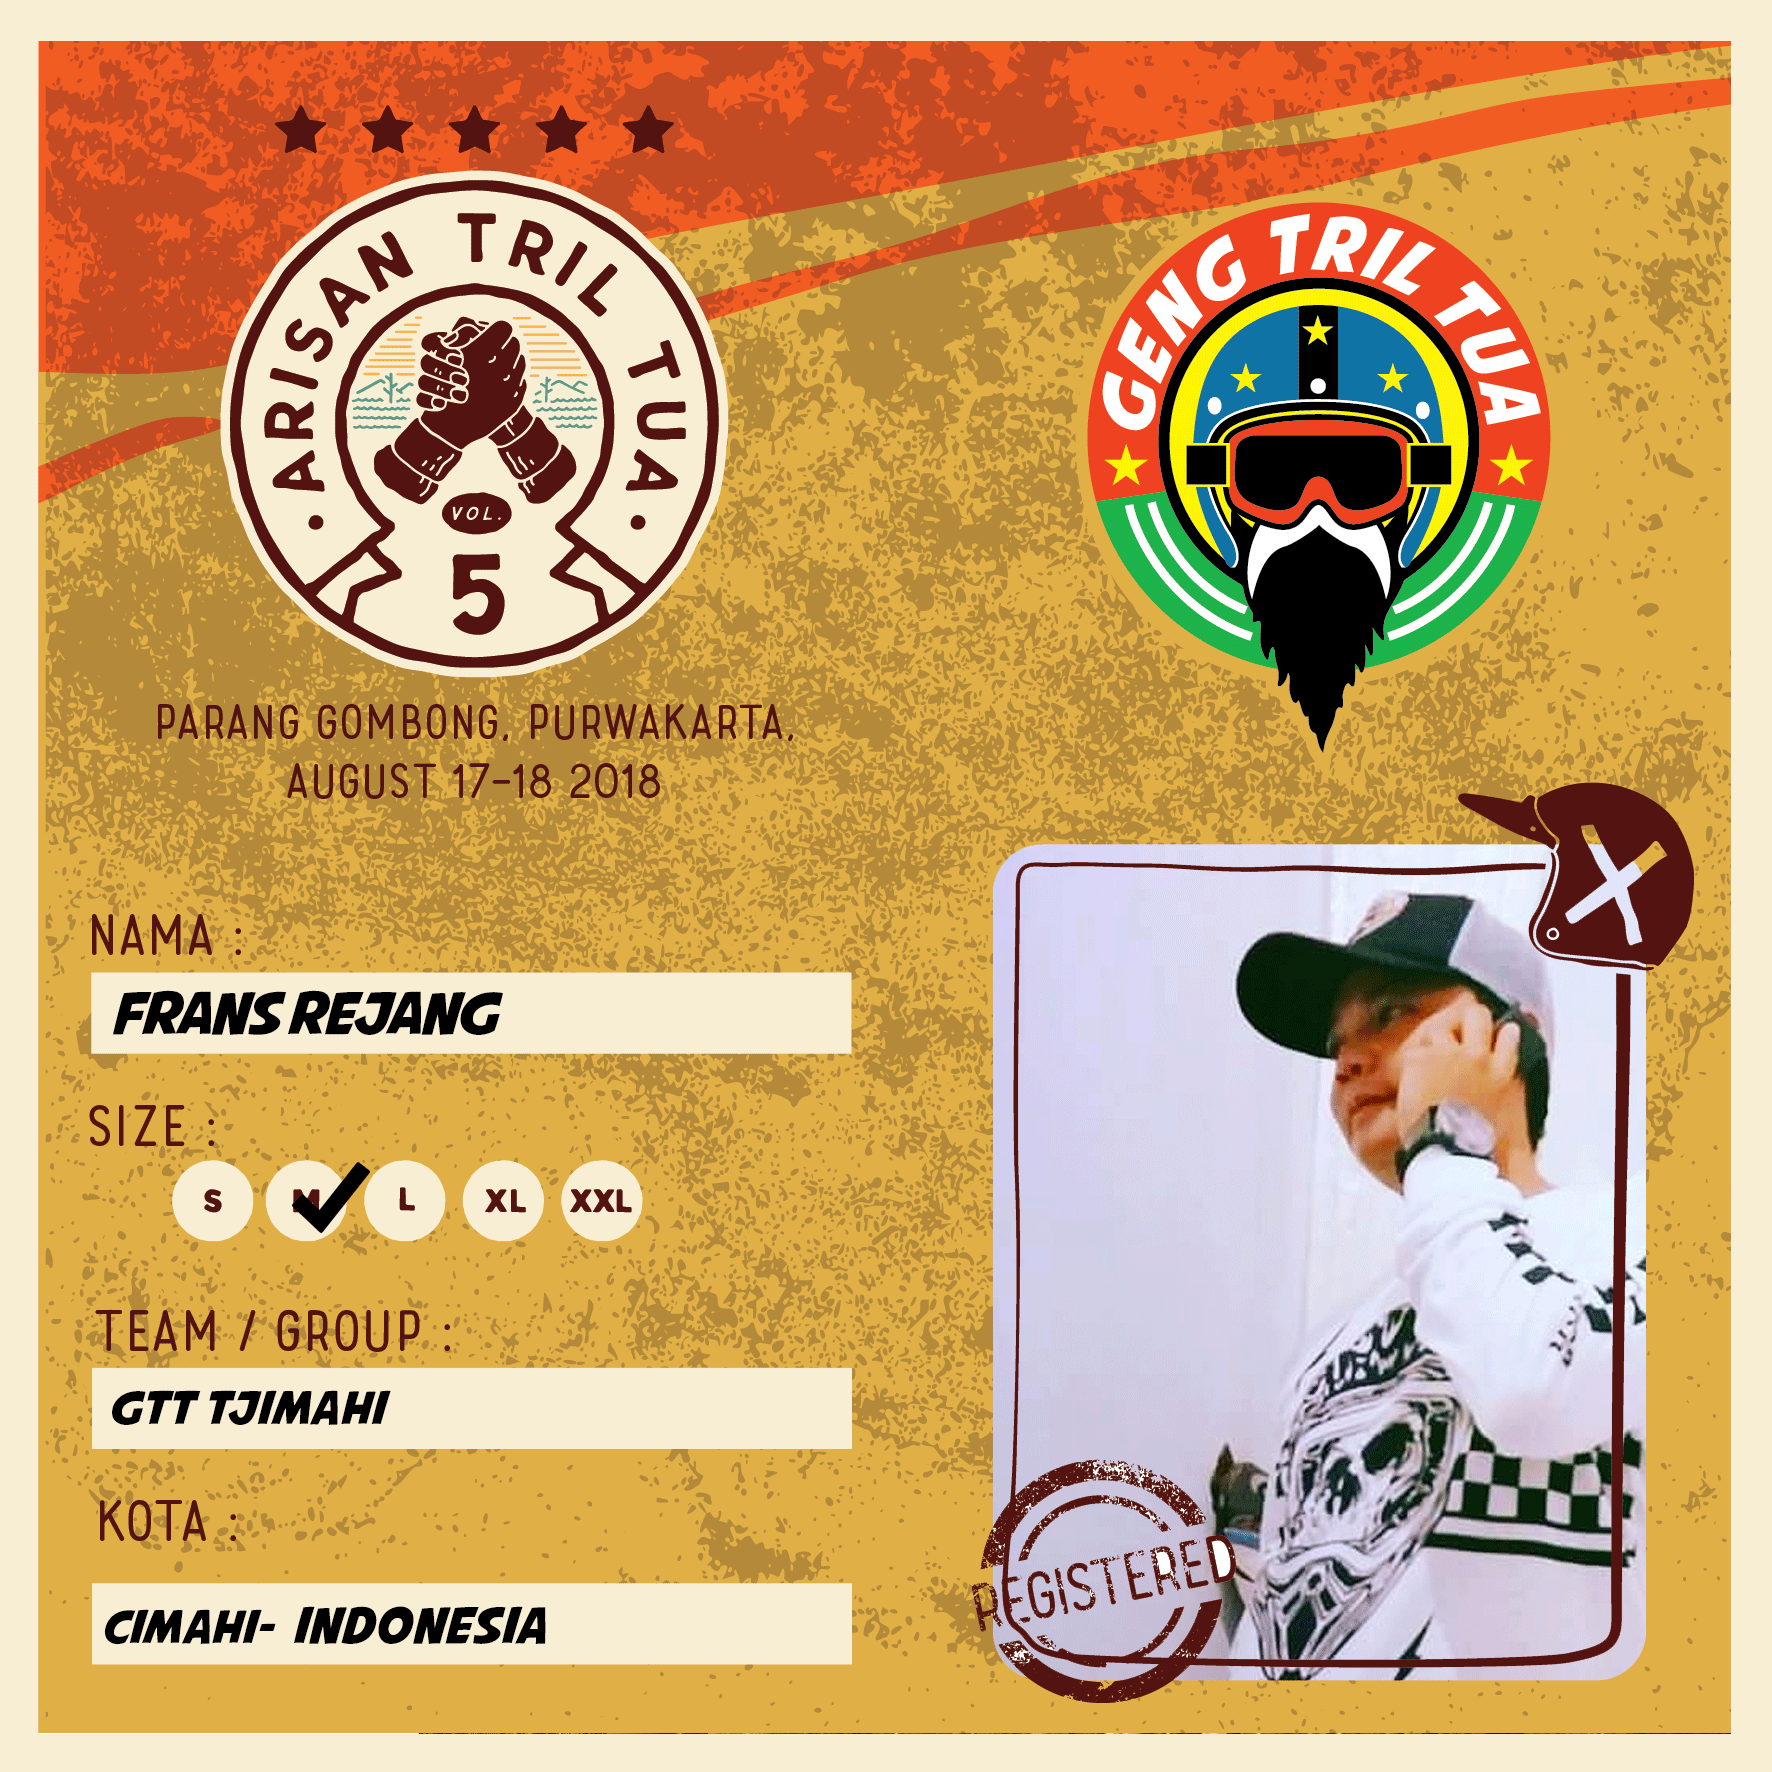 ARISAN TRIL TUA
VOL.
5
GENG TRIL TUA
PARANG GOMBONG, PURWAKARTA,
AUGUST 17-18 2018
NAMA :
FRANS REJANG
SIZE :
S M L XL XXL
TEAM / GROUP :
GTT TJIMAHI
KOTA :
CIMAHI- INDONESIA
REGISTERED